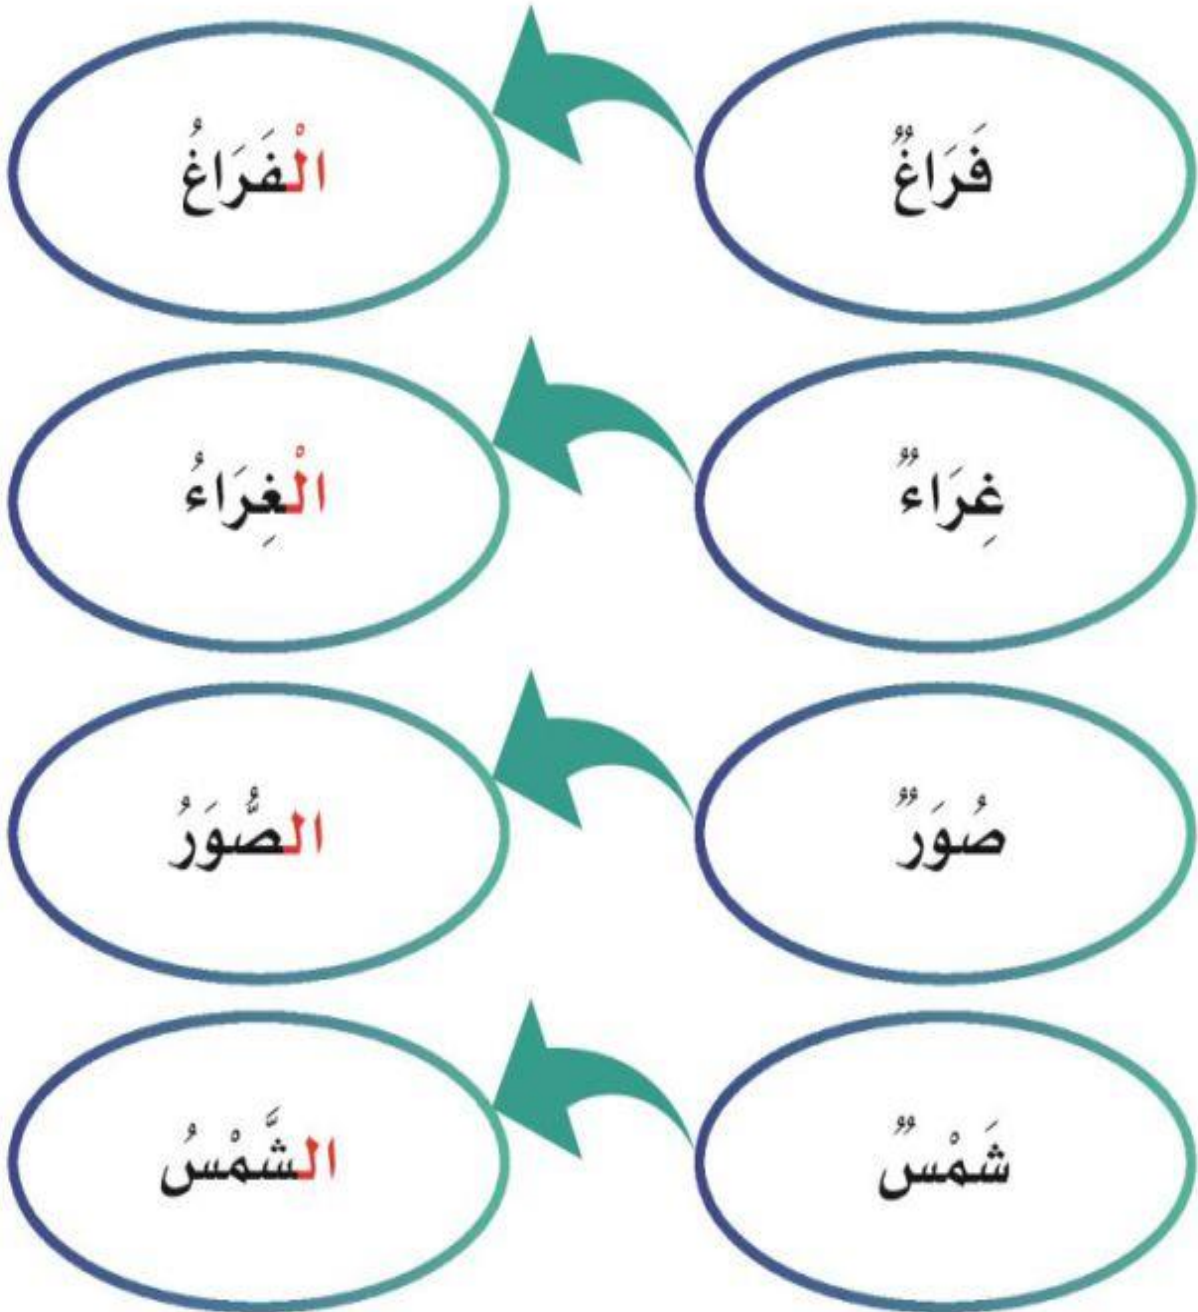 فَرَاغٌ الْفَرَاغُ
غِرَاءٌ الْغِرَاءُ
صُوَرٌ الصُّوَرُ
شَمْسٌ الشَّمْسُ